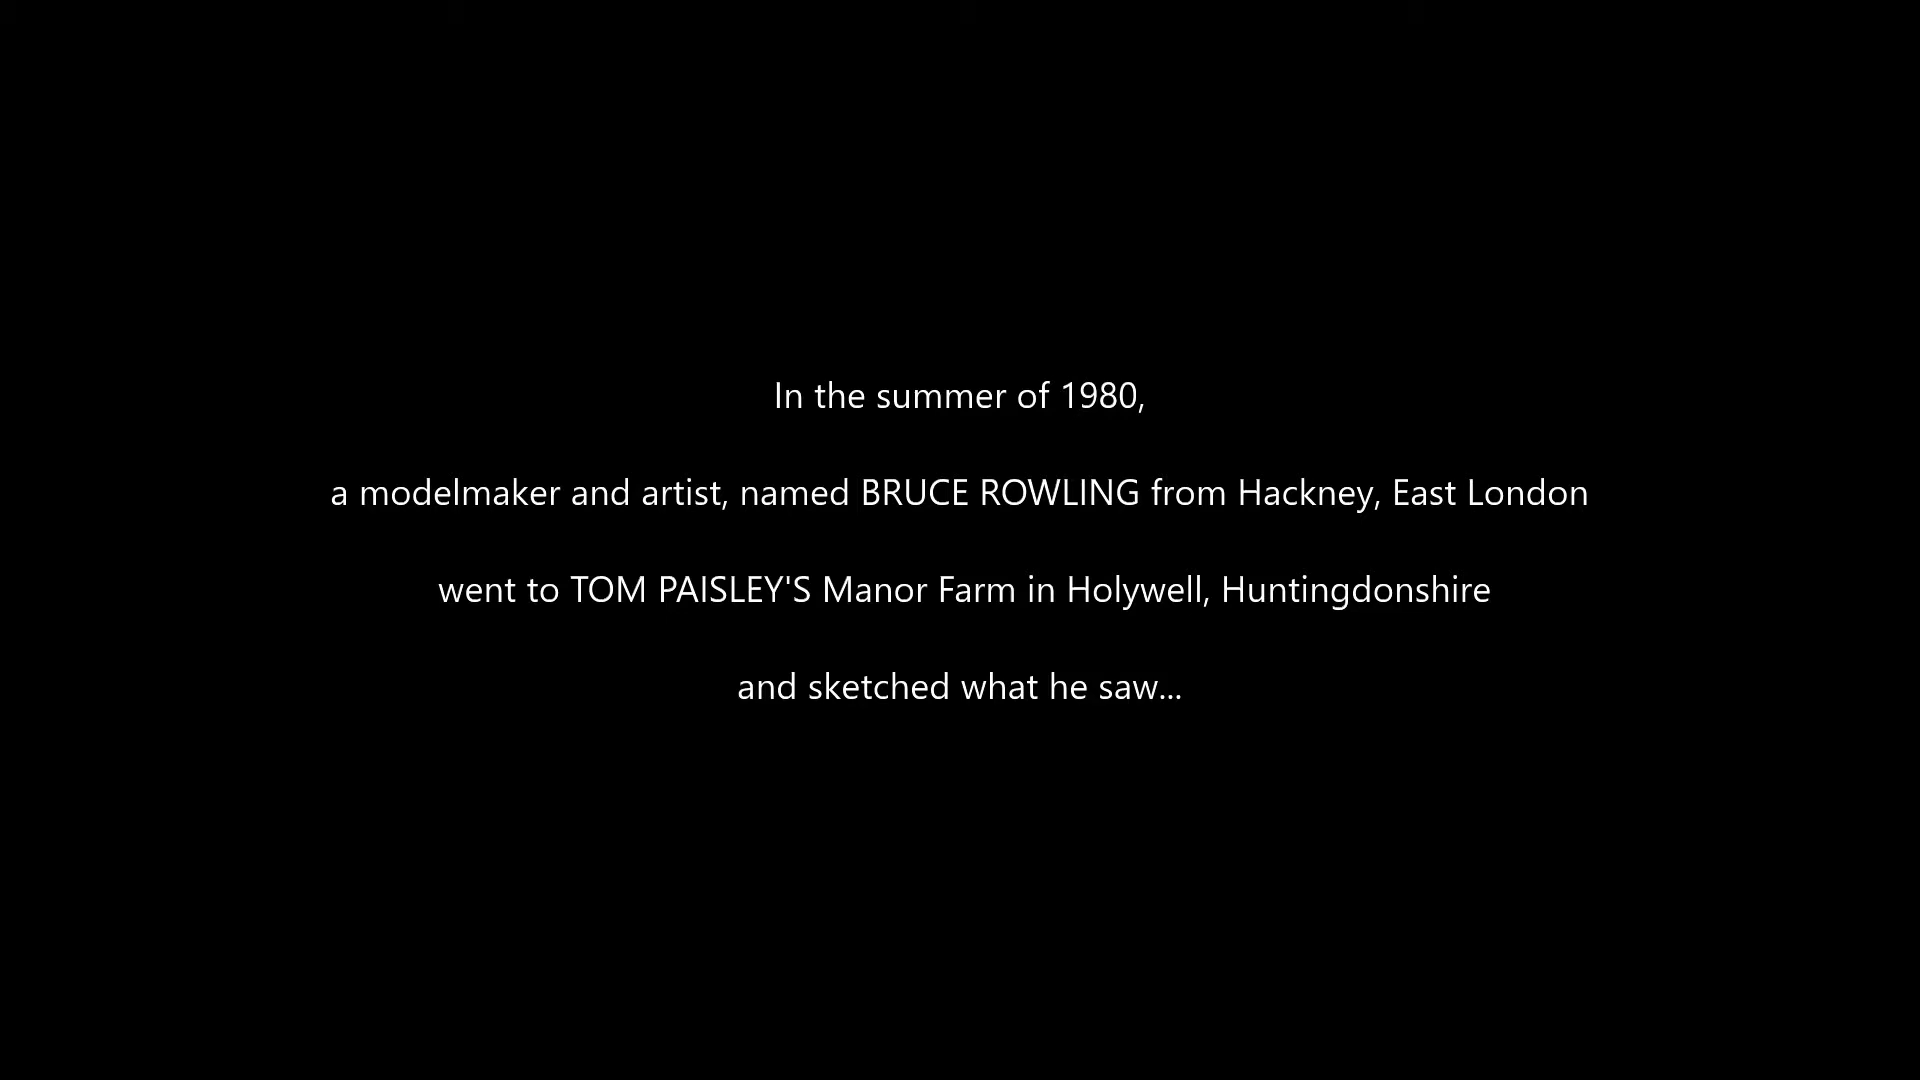 In the summer of 1980,
a modelmaker and artist, named BRUCE ROWLING from Hackney, East London
went to TOM PAISLEY'S Manor Farm in Holywell, Huntingdonshire
and sketched what he saw...